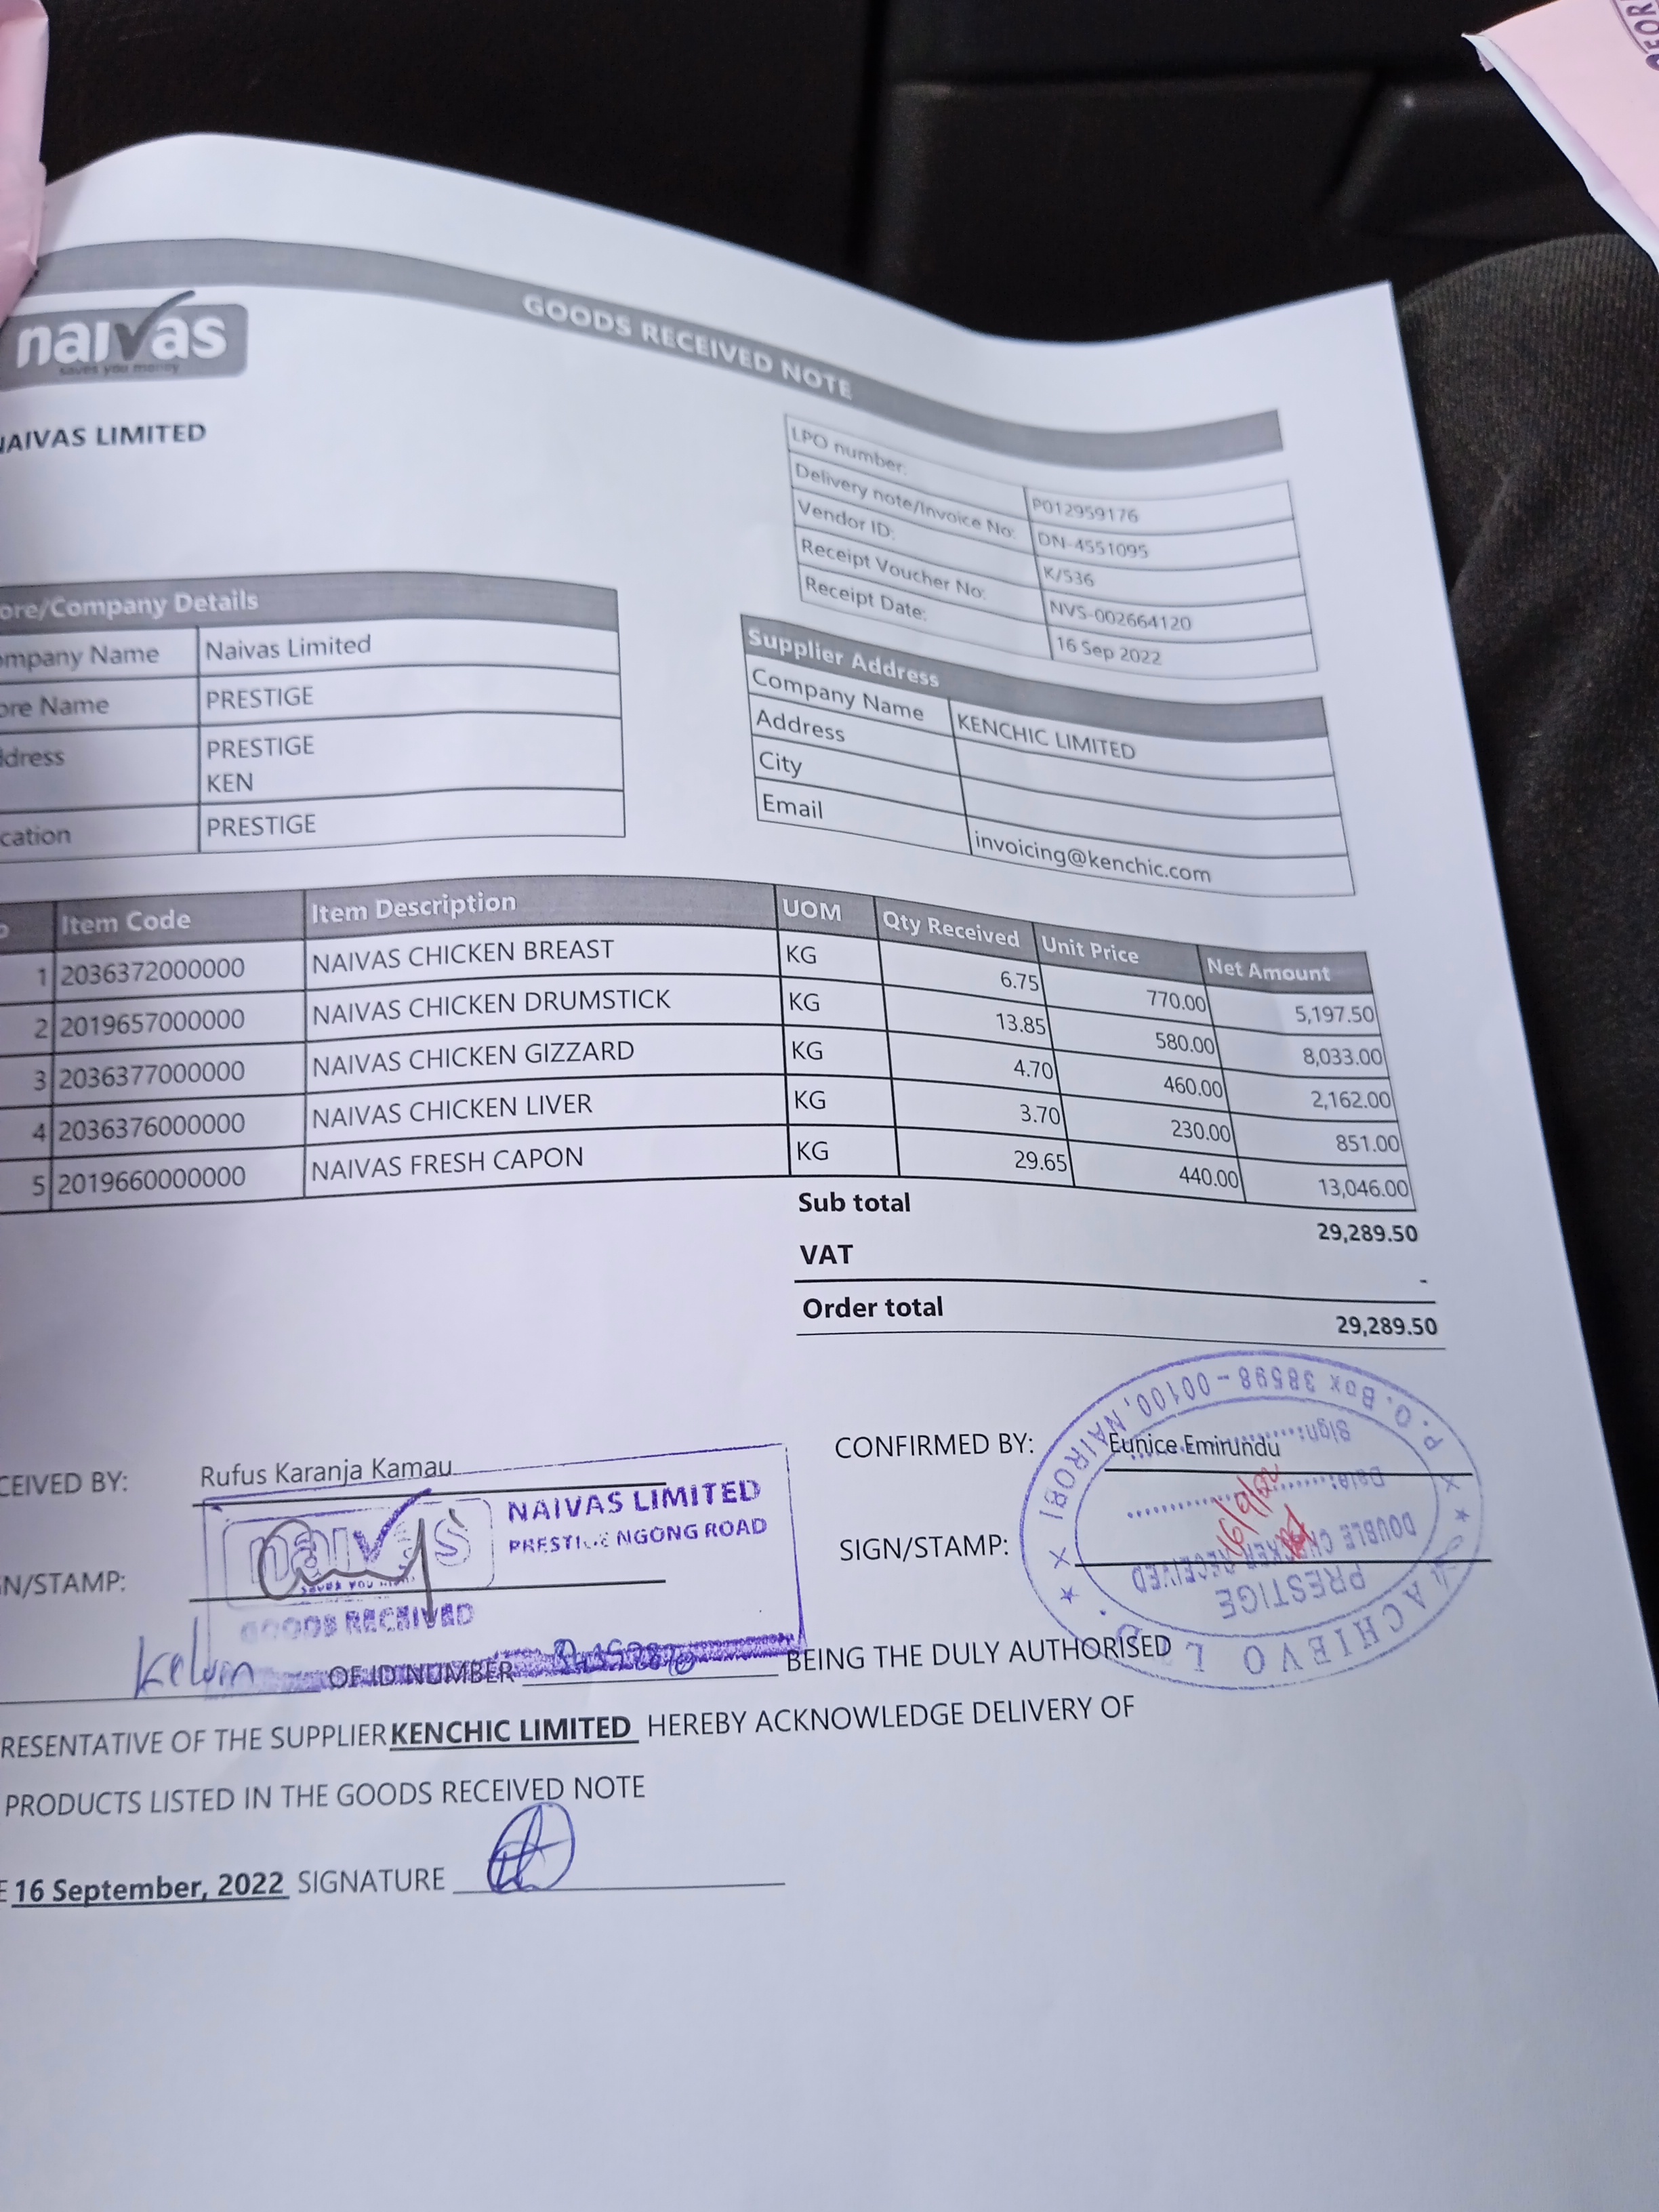 GOODS RECEIVED NOTE
naivas
saves you money
NAIVAS LIMITED
LPO number: P012959176
Delivery note/Invoice No: DN-4551095
Vendor ID: K/536
Receipt Voucher No: NVS-002664120
Receipt Date: 16 Sep 2022
ore/Company Details
ompany Name Naivas Limited
ore Name PRESTIGE
ddress PRESTIGE
KEN
cation PRESTIGE
Supplier Address
Company Name KENCHIC LIMITED
Address
City
Email invoicing@kenchic.com
o Item Code Item Description UOM Qty Received Unit Price Net Amount
1 2036372000000 NAIVAS CHICKEN BREAST KG 6.75 770.00 5,197.50
2 2019657000000 NAIVAS CHICKEN DRUMSTICK KG 13.85 580.00 8,033.00
3 2036377000000 NAIVAS CHICKEN GIZZARD KG 4.70 460.00 2,162.00
4 2036376000000 NAIVAS CHICKEN LIVER KG 3.70 230.00 851.00
5 2019660000000 NAIVAS FRESH CAPON KG 29.65 440.00 13,046.00
Sub total 29,289.50
VAT -
Order total 29,289.50
CEIVED BY: Rufus Karanja Kamau
CONFIRMED BY: Eunice Emirundu
N/STAMP:
SIGN/STAMP:
naivas
NAIVAS LIMITED
PRESTIGE NGONG ROAD
GOODS RECEIVED
P.O. Box 38598 - 00100, NAIROBI
Sign:
Date: 16/9/22
DOUBLE CHECKER RECEIVED
PRESTIGE
ACHIEVO
Kelvin OF ID NUMBER BEING THE DULY AUTHORISED
RESENTATIVE OF THE SUPPLIER KENCHIC LIMITED HEREBY ACKNOWLEDGE DELIVERY OF
PRODUCTS LISTED IN THE GOODS RECEIVED NOTE
E 16 September, 2022 SIGNATURE